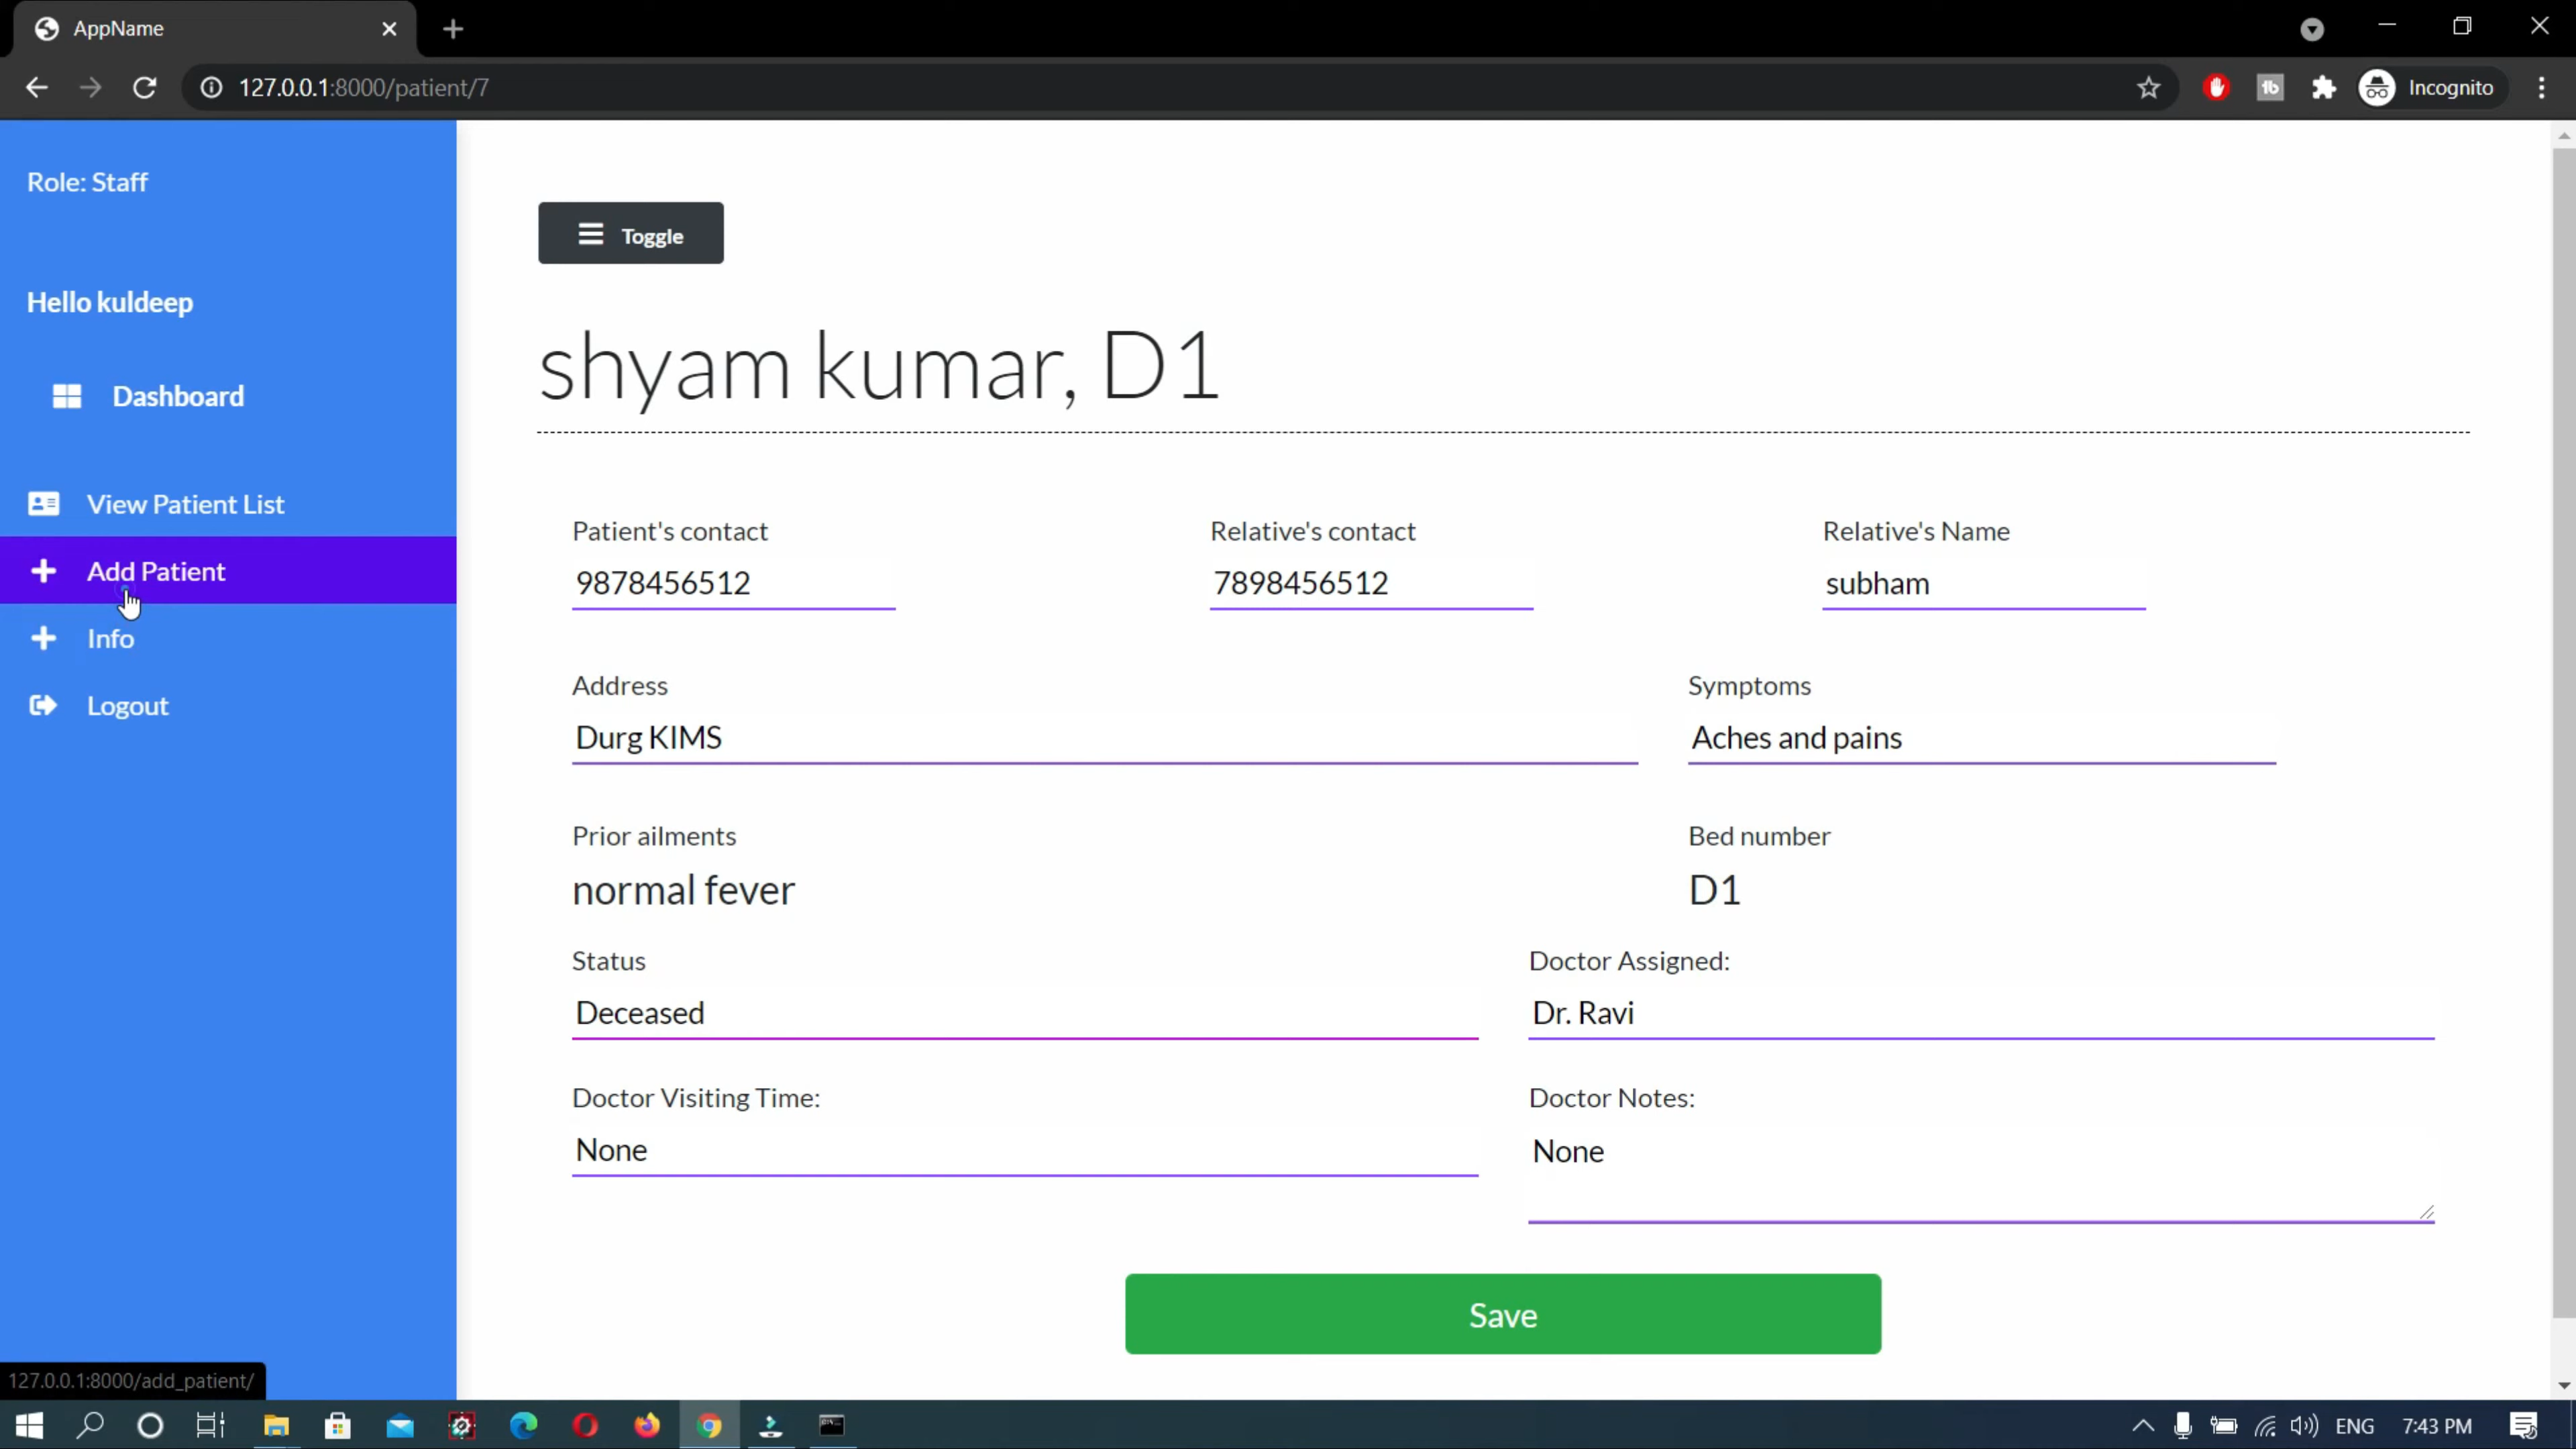 AppName
127.0.0.1:8000/patient/7
Incognito
Role: Staff
Hello kuldeep
Dashboard
View Patient List
Add Patient
Info
Logout
Toggle
shyam kumar, D1
Patient's contact
Relative's contact
Relative's Name
9878456512
7898456512
subham
Address
Symptoms
Durg KIMS
Aches and pains
Prior ailments
Bed number
normal fever
D1
Status
Doctor Assigned:
Deceased
Dr. Ravi
Doctor Visiting Time:
Doctor Notes:
None
None
Save
127.0.0.1:8000/add_patient/
ENG
7:43 PM